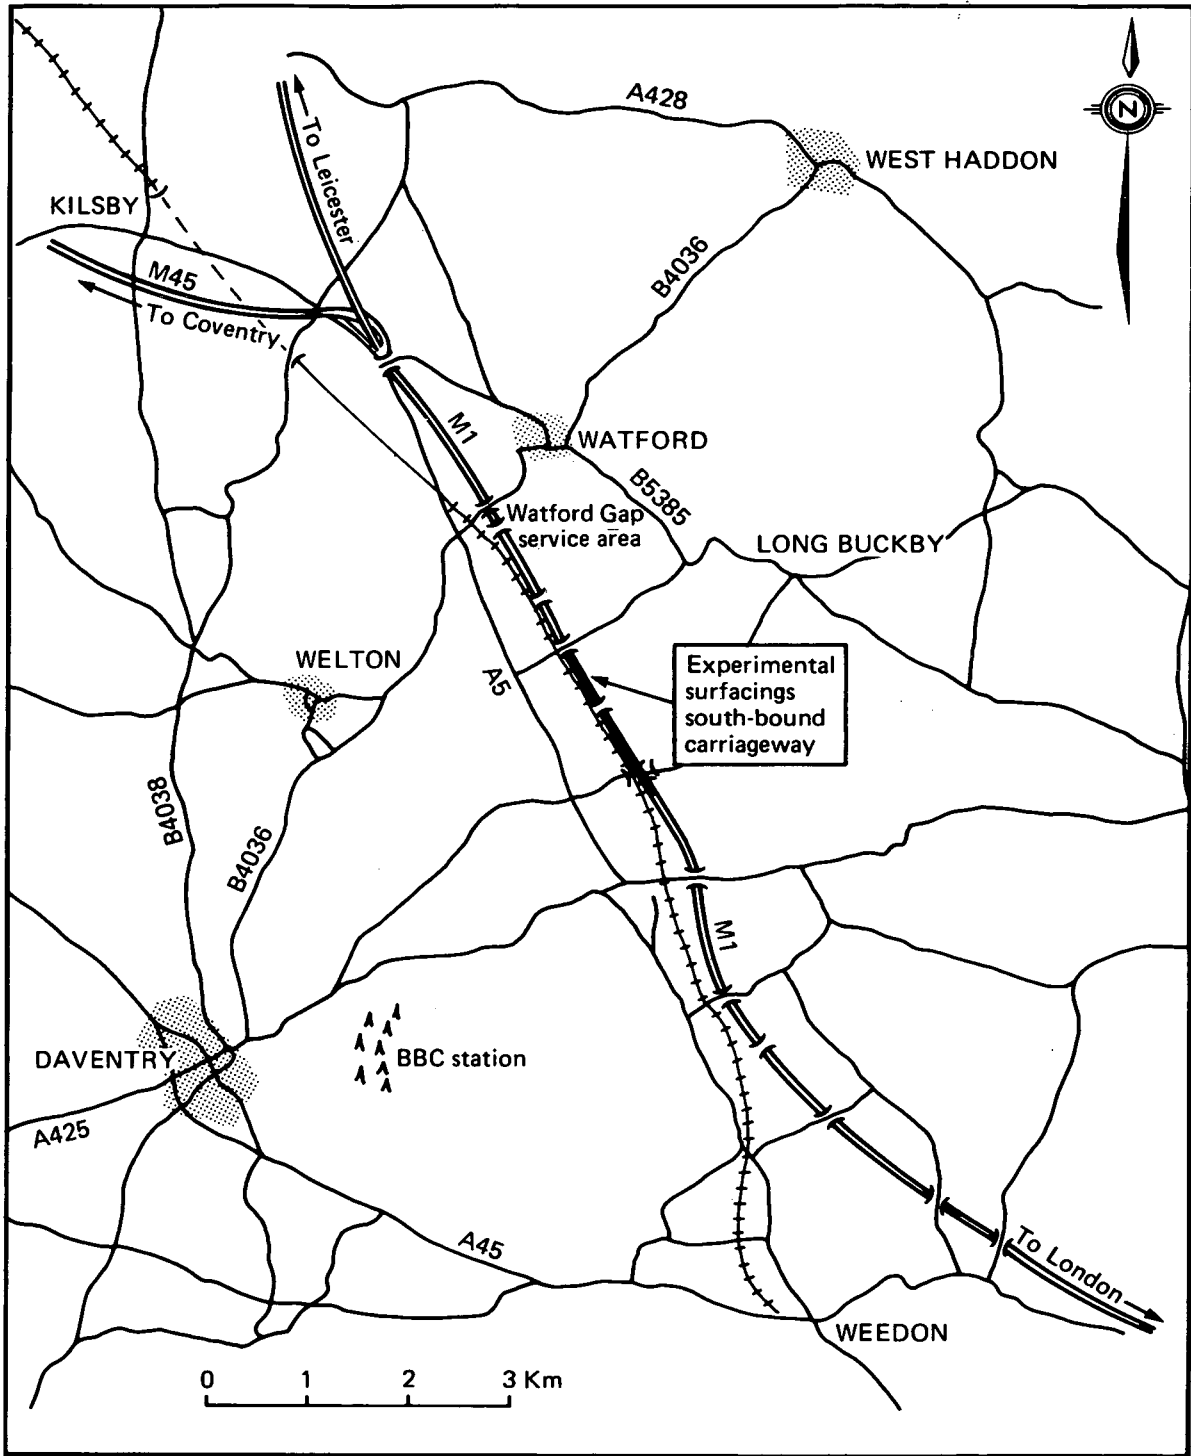 A428
N
To Leicester
WEST HADDON
KILSBY
B4036
M45
To Coventry
M1
WATFORD
B5385
Watford Gap
service area
LONG BUCKBY
WELTON
A5
Experimental
surfacings
south-bound
carriageway
B4038
B4036
M1
DAVENTRY
BBC station
A425
A45
To London
WEEDON
0 1 2 3 Km